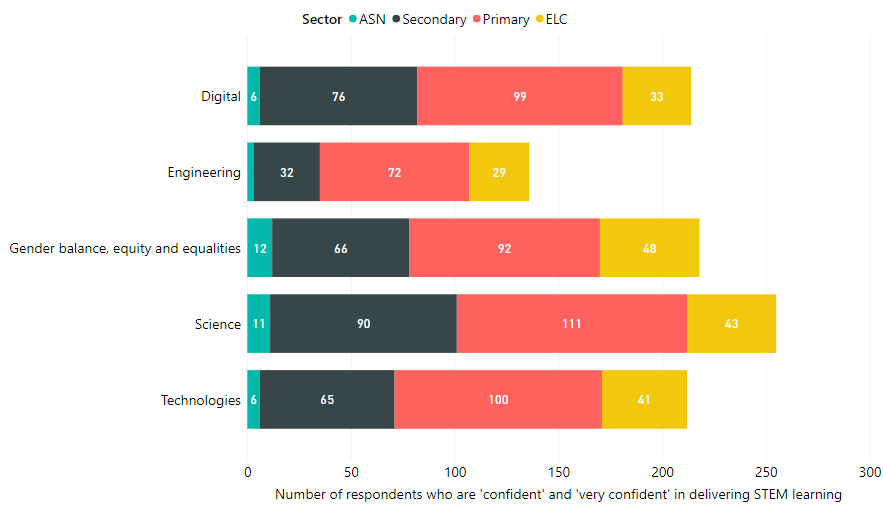 Sector ASN Secondary Primary ELC
Digital 6 76 99 33
Engineering 32 72 29
Gender balance, equity and equalities 12 66 92 48
Science 11 90 111 43
Technologies 6 65 100 41
0 50 100 150 200 250 300
Number of respondents who are 'confident' and 'very confident' in delivering STEM learning